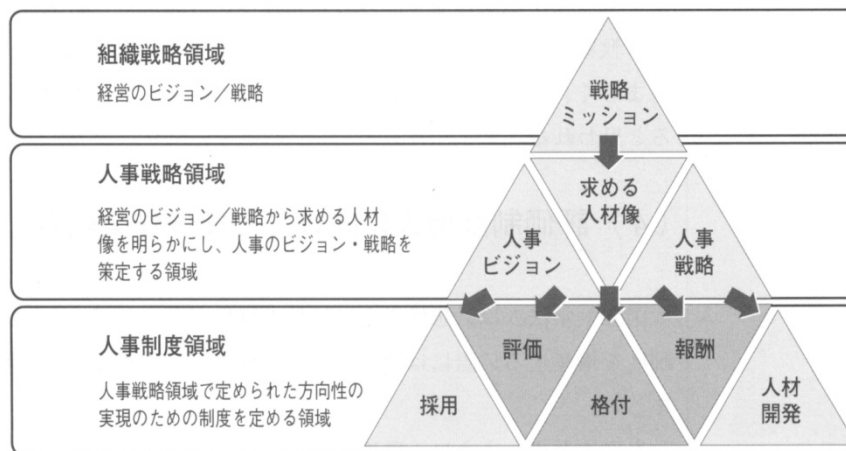 組織戦略領域
経営のビジョン／戦略
戦略
ミッション
人事戦略領域
経営のビジョン／戦略から求める人材
像を明らかにし、人事のビジョン・戦略を
策定する領域
求める
人材像
人事
ビジョン
人事
戦略
人事制度領域
人事戦略領域で定められた方向性の
実現のための制度を定める領域
採用
評価
格付
報酬
人材
開発